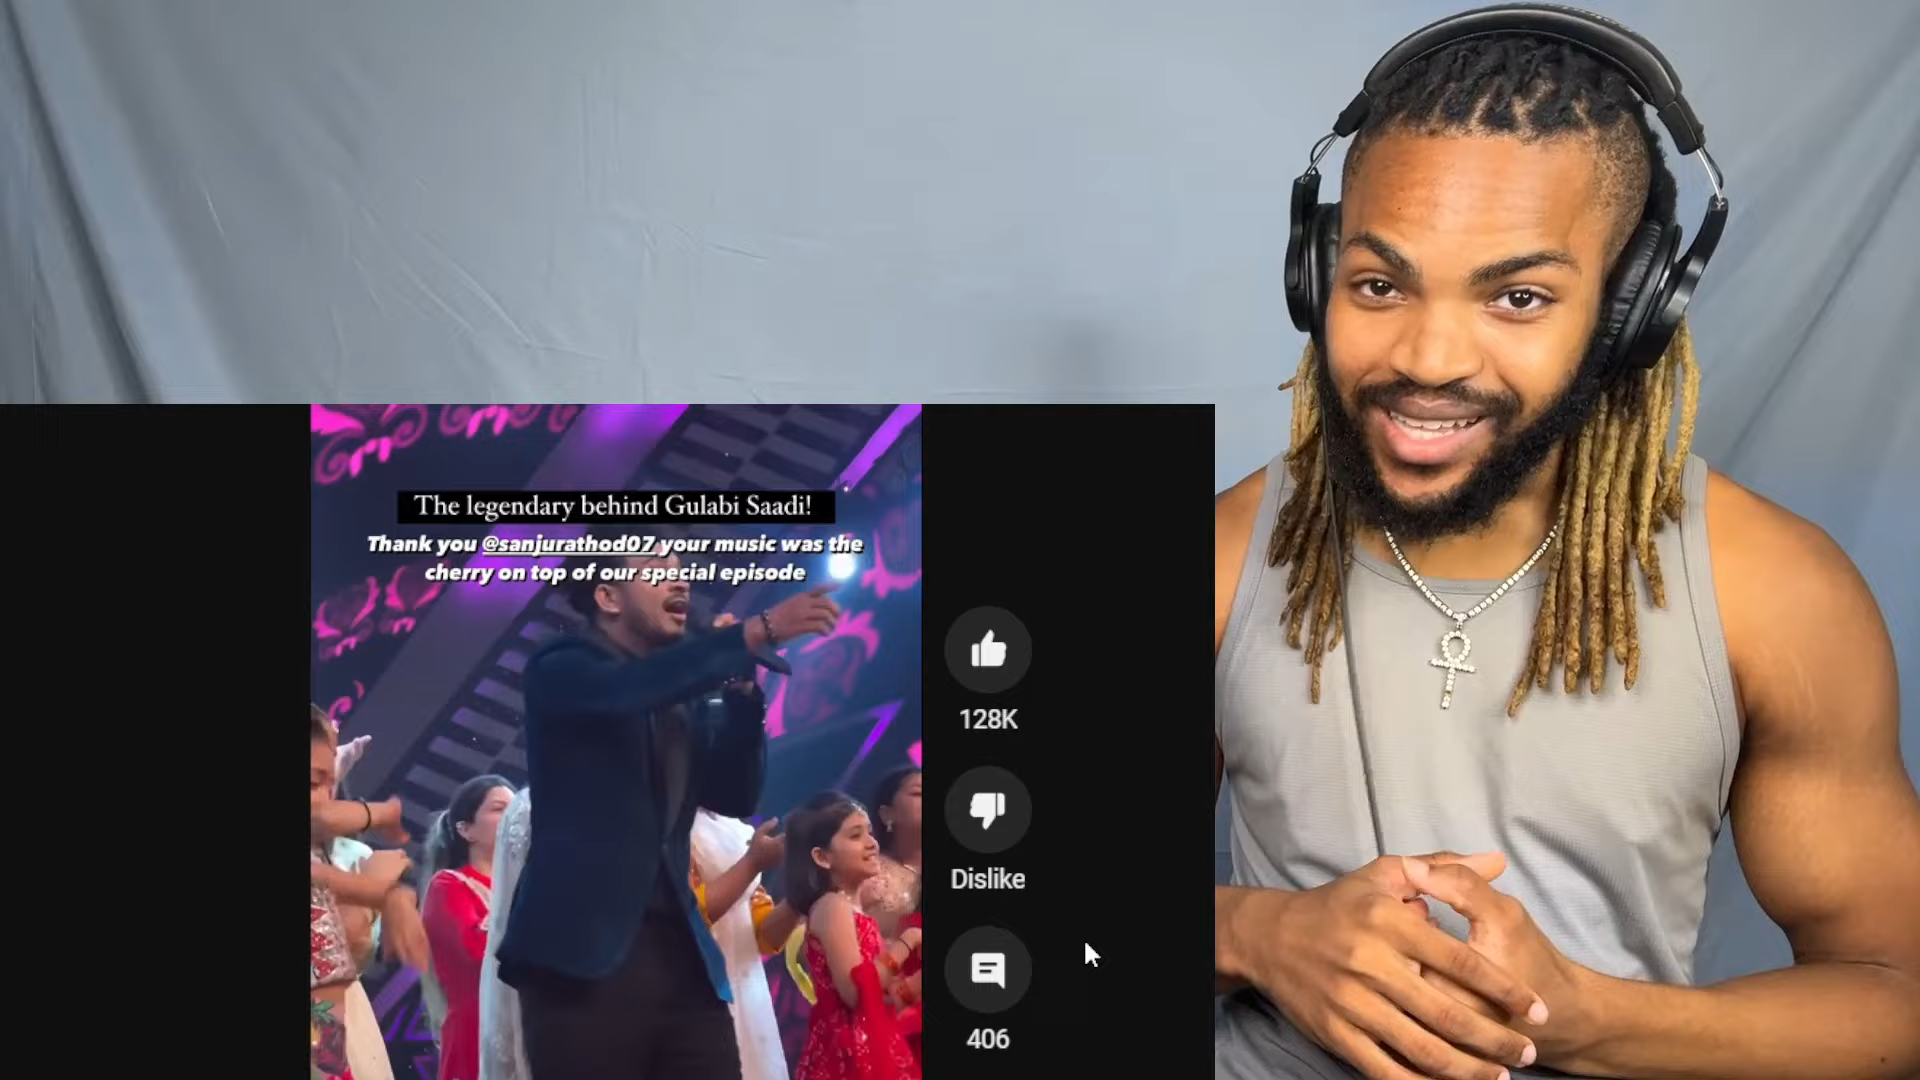 The legendary behind Gulabi Saadi!
Thank you @sanjurathod07 your music was the
cherry on top of our special episode
128K
Dislike
406